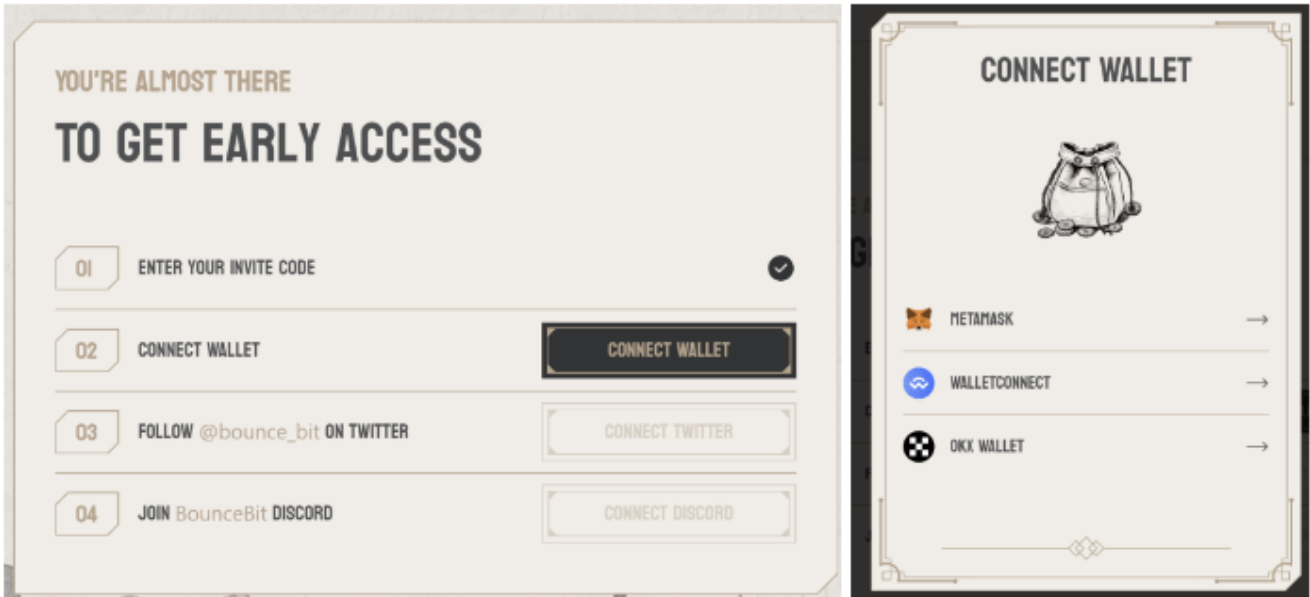 YOU'RE ALMOST THERE
TO GET EARLY ACCESS
01 ENTER YOUR INVITE CODE
02 CONNECT WALLET CONNECT WALLET
03 FOLLOW @bounce_bit ON TWITTER CONNECT TWITTER
04 JOIN BounceBit DISCORD CONNECT DISCORD
CONNECT WALLET
METAMASK
WALLETCONNECT
OKX WALLET